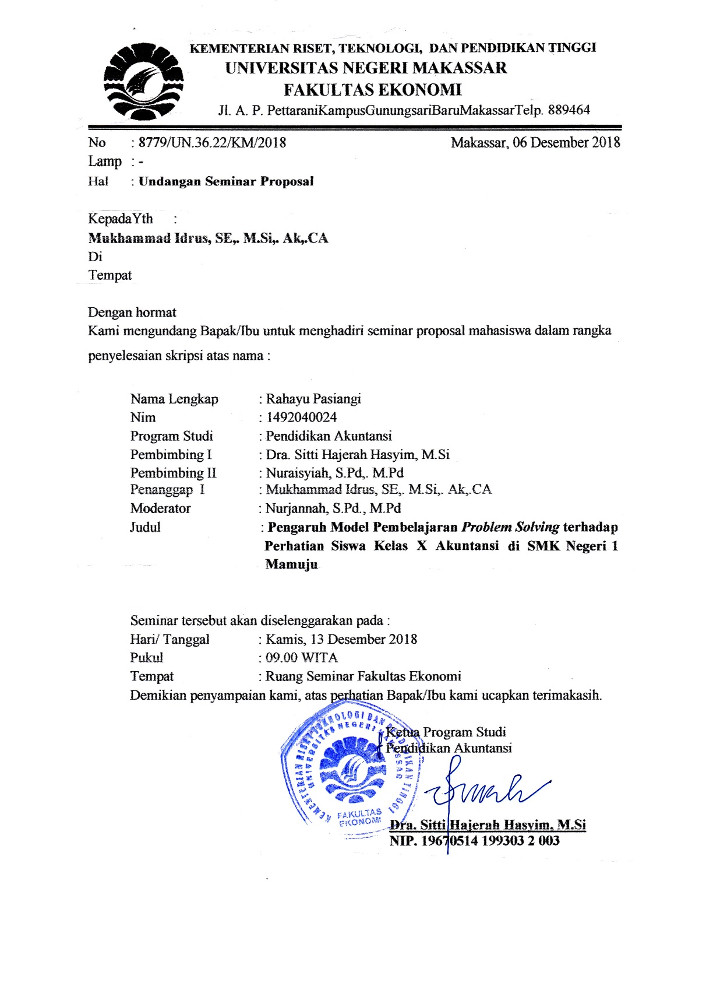 KEMENTERIAN RISET, TEKNOLOGI, DAN PENDIDIKAN TINGGI
UNIVERSITAS NEGERI MAKASSAR
FAKULTAS EKONOMI
Jl. A. P. PettaraniKampusGunungsariBaruMakassarTelp. 889464
No : 8779/UN.36.22/KM/2018 Makassar, 06 Desember 2018
Lamp : -
Hal : Undangan Seminar Proposal
KepadaYth :
Mukhammad Idrus, SE,. M.Si,. Ak,.CA
Di
Tempat
Dengan hormat
Kami mengundang Bapak/Ibu untuk menghadiri seminar proposal mahasiswa dalam rangka
penyelesaian skripsi atas nama :
Nama Lengkap : Rahayu Pasiangi
Nim : 1492040024
Program Studi : Pendidikan Akuntansi
Pembimbing I : Dra. Sitti Hajerah Hasyim, M.Si
Pembimbing II : Nuraisyiah, S.Pd,. M.Pd
Penanggap I : Mukhammad Idrus, SE,. M.Si,. Ak,.CA
Moderator : Nurjannah, S.Pd., M.Pd
Judul : Pengaruh Model Pembelajaran Problem Solving terhadap
Perhatian Siswa Kelas X Akuntansi di SMK Negeri 1
Mamuju
Seminar tersebut akan diselenggarakan pada :
Hari/ Tanggal : Kamis, 13 Desember 2018
Pukul : 09.00 WITA
Tempat : Ruang Seminar Fakultas Ekonomi
Demikian penyampaian kami, atas perhatian Bapak/Ibu kami ucapkan terimakasih.
Ketua Program Studi
Pendidikan Akuntansi
KEMENTERIAN RISET TEKNOLOGI DAN PENDIDIKAN TINGGI
UNIVERSITAS NEGERI MAKASSAR
FAKULTAS
EKONOMI
Dra. Sitti Hajerah Hasyim, M.Si
NIP. 19670514 199303 2 003